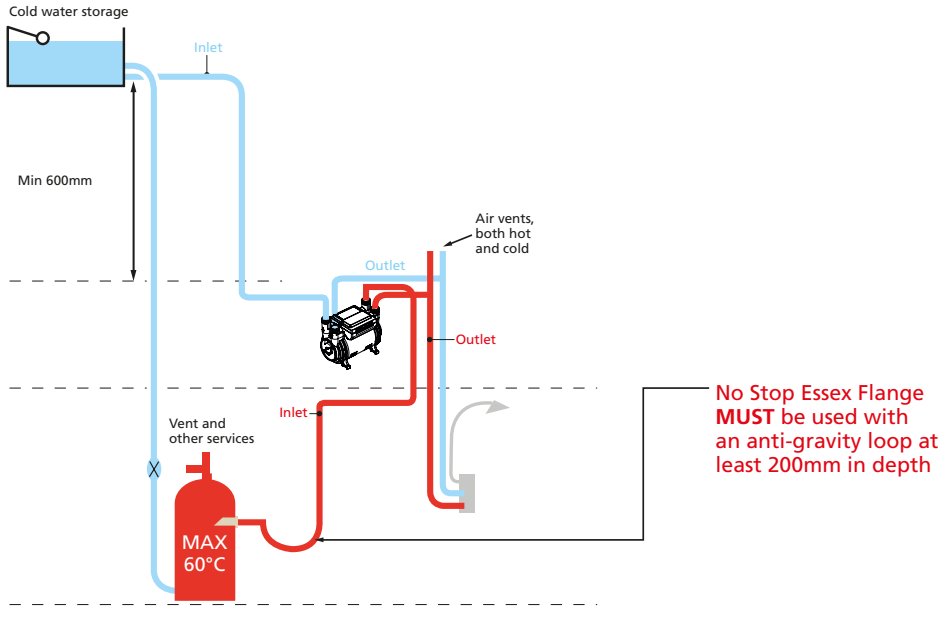 Cold water storage
Inlet
Min 600mm
Air vents,
both hot
and cold
Outlet
Outlet
No Stop Essex Flange
MUST be used with
an anti-gravity loop at
least 200mm in depth
Inlet
Vent and
other services
MAX
60°C